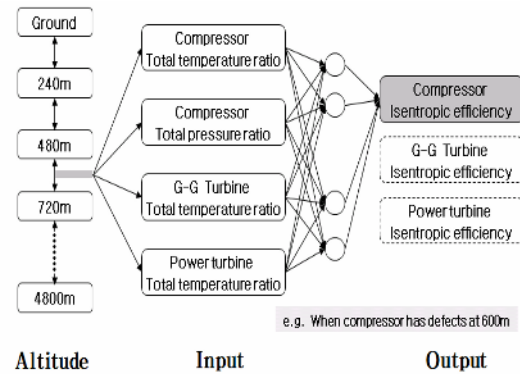 Ground
240m
480m
720m
4800m
Compressor
Total temperature ratio
Compressor
Total pressure ratio
G-G Turbine
Total temperature ratio
Power turbine
Total temperature ratio
Compressor
Isentropic efficiency
G-G Turbine
Isentropic efficiency
Power turbine
Isentropic efficiency
e.g. When compressor has defects at 600m
Altitude
Input
Output